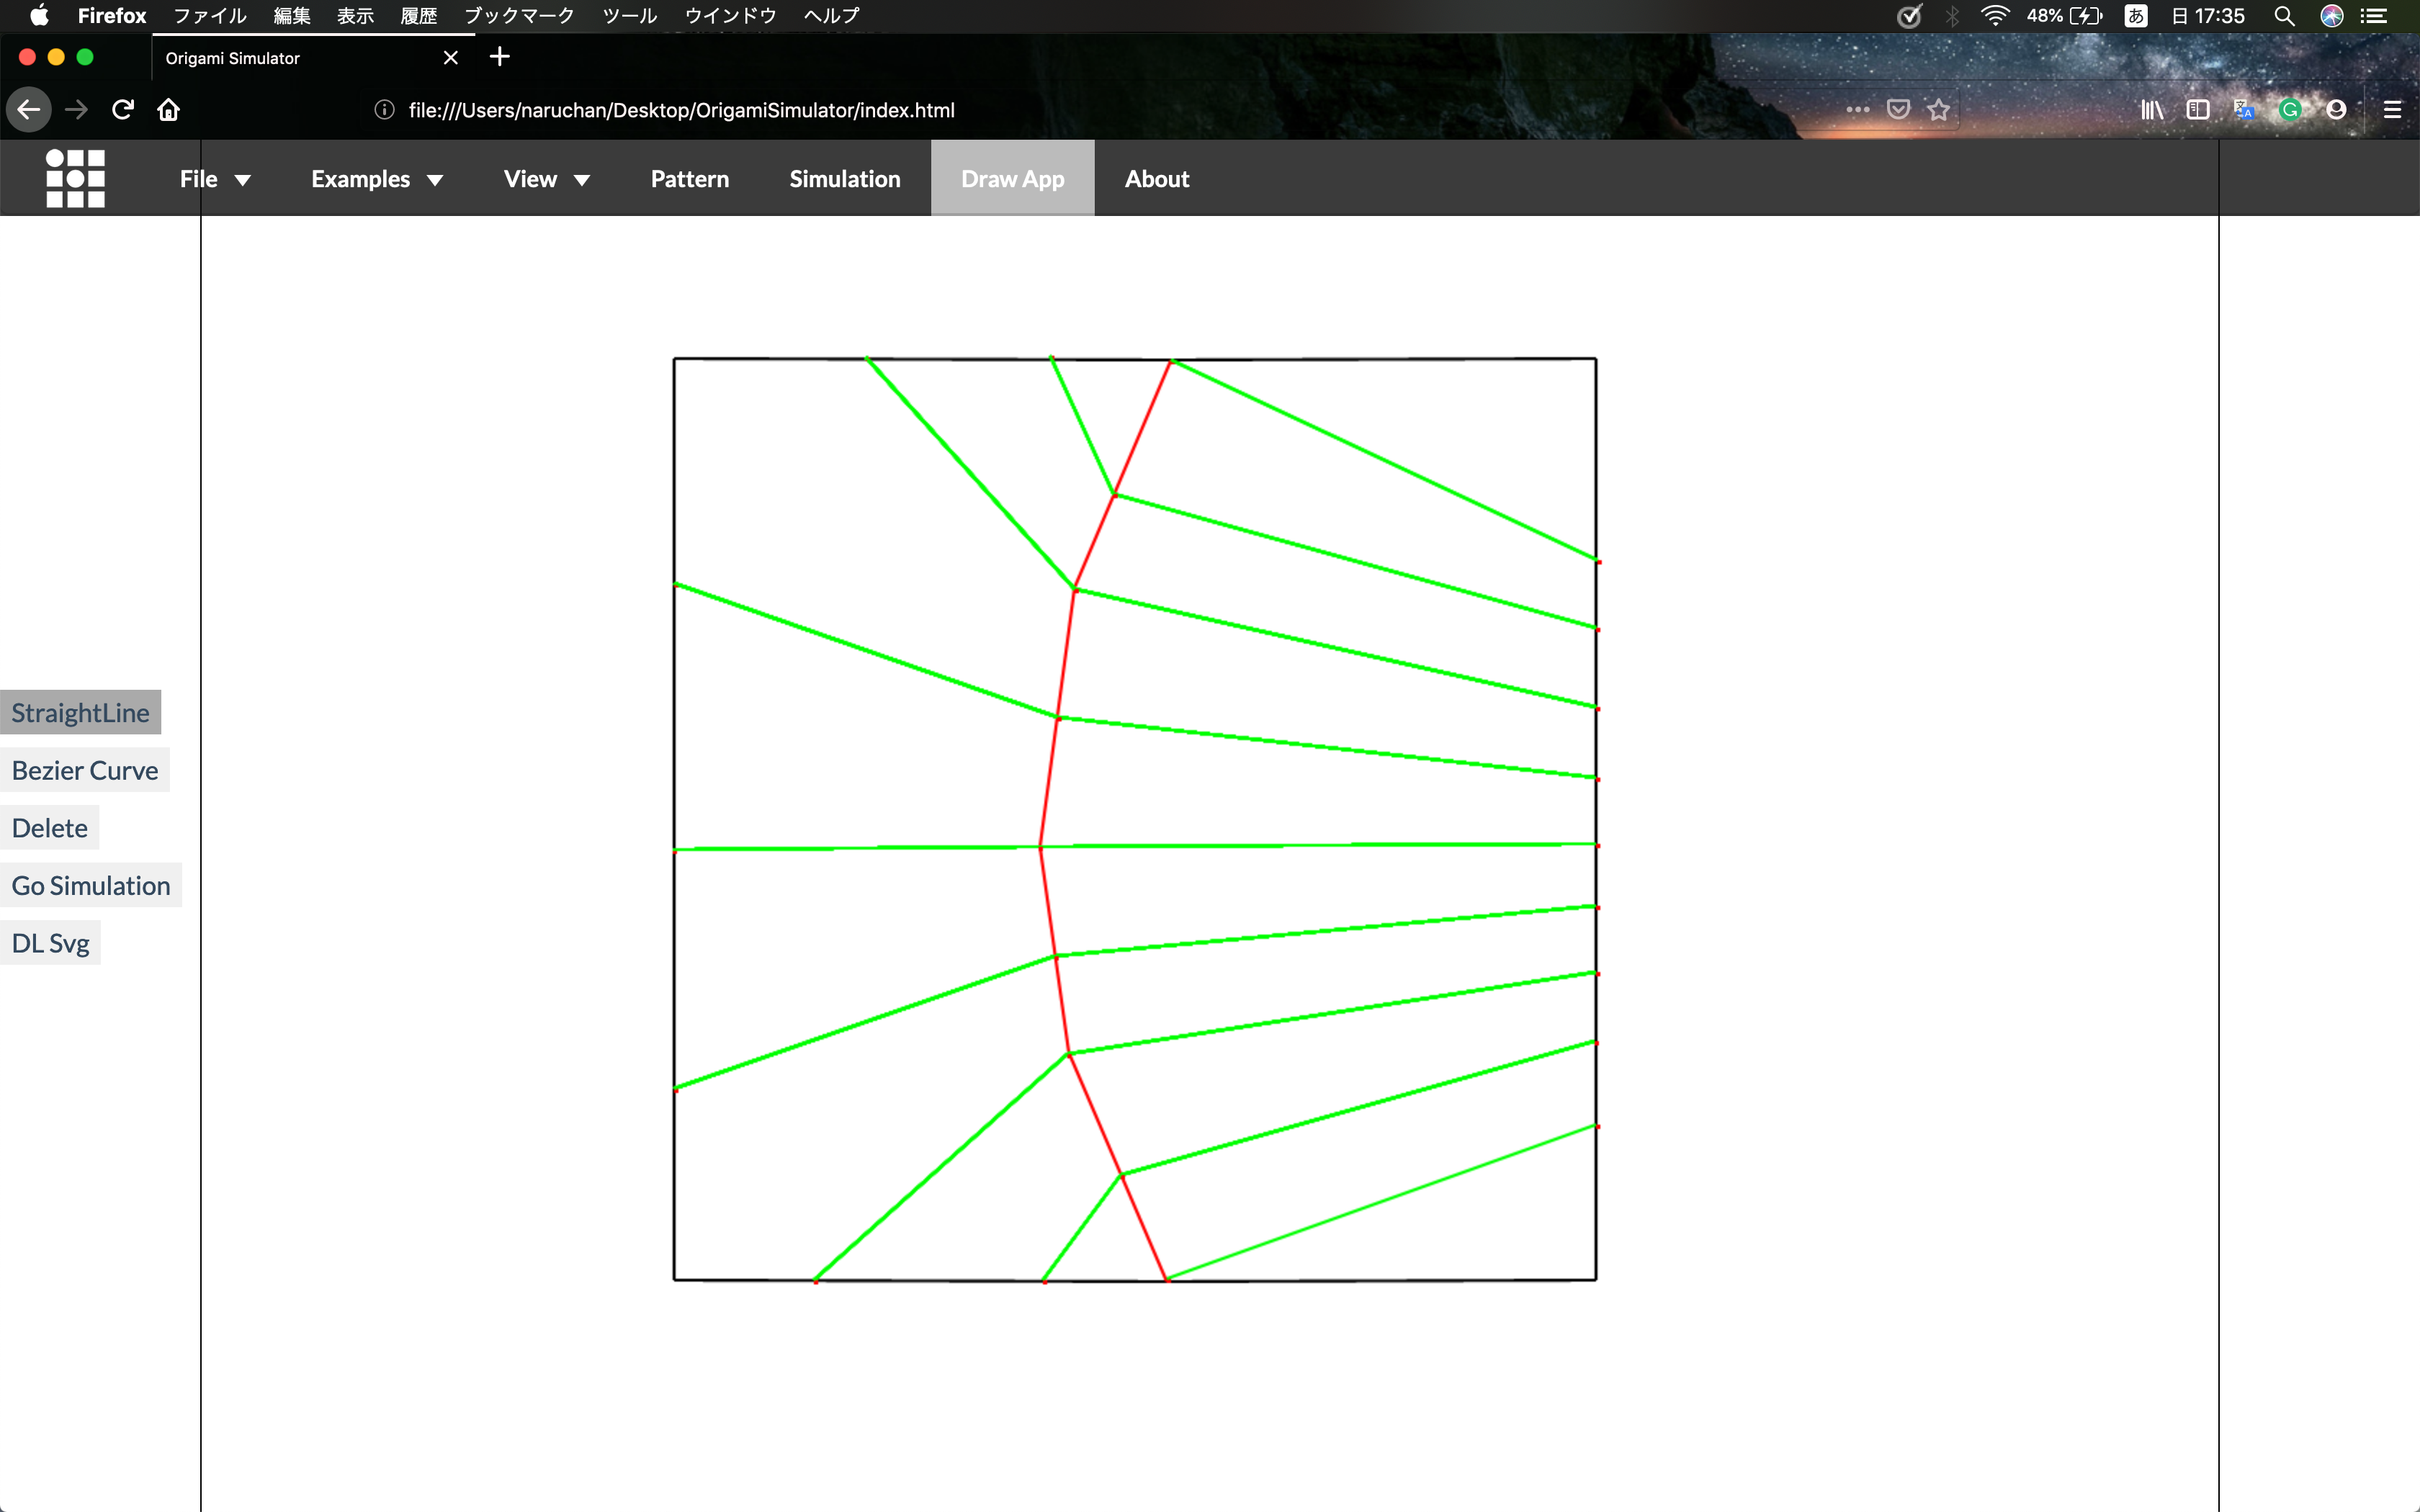 Firefox ファイル 編集 表示 履歴 ブックマーク ツール ウインドウ ヘルプ 48% あ 日 17:35
Origami Simulator
file:///Users/naruchan/Desktop/OrigamiSimulator/index.html
File Examples View Pattern Simulation Draw App About
StraightLine
Bezier Curve
Delete
Go Simulation
DL Svg